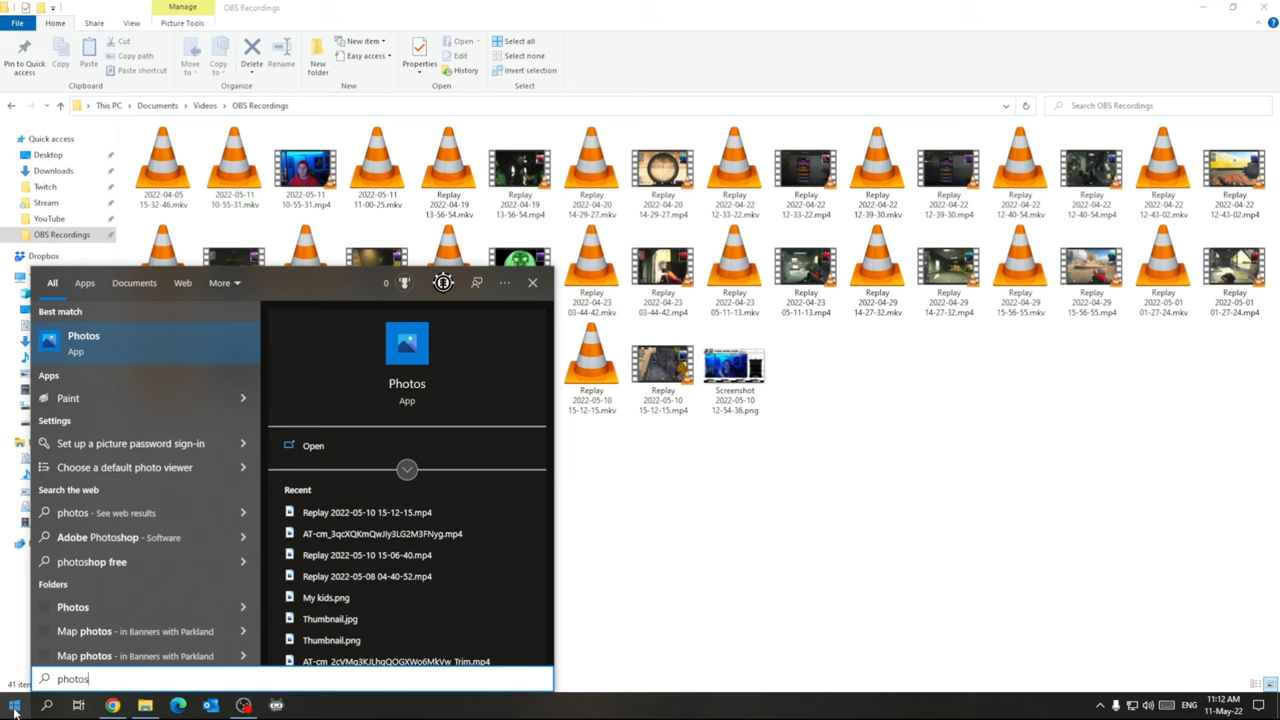 Manage
OBS Recordings
File
Home
Share
View
Picture Tools
Pin to Quick
access
Copy
Paste
Cut
Copy path
Paste shortcut
Clipboard
Move
to
Copy
to
Delete
Rename
Organize
New
folder
New item
Easy access
New
Properties
Open
Edit
History
Open
Select all
Select none
Invert selection
Select
This PC
Documents
Videos
OBS Recordings
Search OBS Recordings
Quick access
Desktop
Downloads
Twitch
Stream
YouTube
OBS Recordings
Dropbox
2022-04-05
15-32-46.mkv
2022-05-11
10-55-31.mkv
2022-05-11
10-55-31.mp4
2022-05-11
11-00-25.mkv
Replay
2022-04-19
13-56-54.mkv
Replay
2022-04-19
13-56-54.mp4
Replay
2022-04-20
14-29-27.mkv
Replay
2022-04-20
14-29-27.mp4
Replay
2022-04-22
12-33-22.mkv
Replay
2022-04-22
12-33-22.mp4
Replay
2022-04-22
12-39-30.mkv
Replay
2022-04-22
12-39-30.mp4
Replay
2022-04-22
12-40-54.mkv
Replay
2022-04-22
12-40-54.mp4
Replay
2022-04-22
12-43-02.mkv
Replay
2022-04-22
12-43-02.mp4
Replay
2022-04-23
03-44-42.mkv
Replay
2022-04-23
03-44-42.mp4
Replay
2022-04-23
05-11-13.mkv
Replay
2022-04-23
05-11-13.mp4
Replay
2022-04-29
14-27-32.mkv
Replay
2022-04-29
14-27-32.mp4
Replay
2022-04-29
15-56-55.mkv
Replay
2022-04-29
15-56-55.mp4
Replay
2022-05-01
01-27-24.mkv
Replay
2022-05-01
01-27-24.mp4
Replay
2022-05-10
15-12-15.mkv
Replay
2022-05-10
15-12-15.mp4
Screenshot
2022-05-10
12-54-36.png
All
Apps
Documents
Web
More
0
Best match
Photos
App
Apps
Paint
Settings
Set up a picture password sign-in
Choose a default photo viewer
Search the web
photos - See web results
Adobe Photoshop - Software
photoshop free
Folders
Photos
Map photos - in Banners with Parkland
Map photos - in Banners with Parkland
Photos
App
Open
Recent
Replay 2022-05-10 15-12-15.mp4
AT-cm_3qcXQKmQwJIy3LG2M3FNyg.mp4
Replay 2022-05-10 15-06-40.mp4
Replay 2022-05-08 04-40-52.mp4
My kids.png
Thumbnail.jpg
Thumbnail.png
AT-cm_2cVMg3KJLhqQOGXWo6MkVw_Trim.mp4
photos
41 item
ENG
11:12 AM
11-May-22